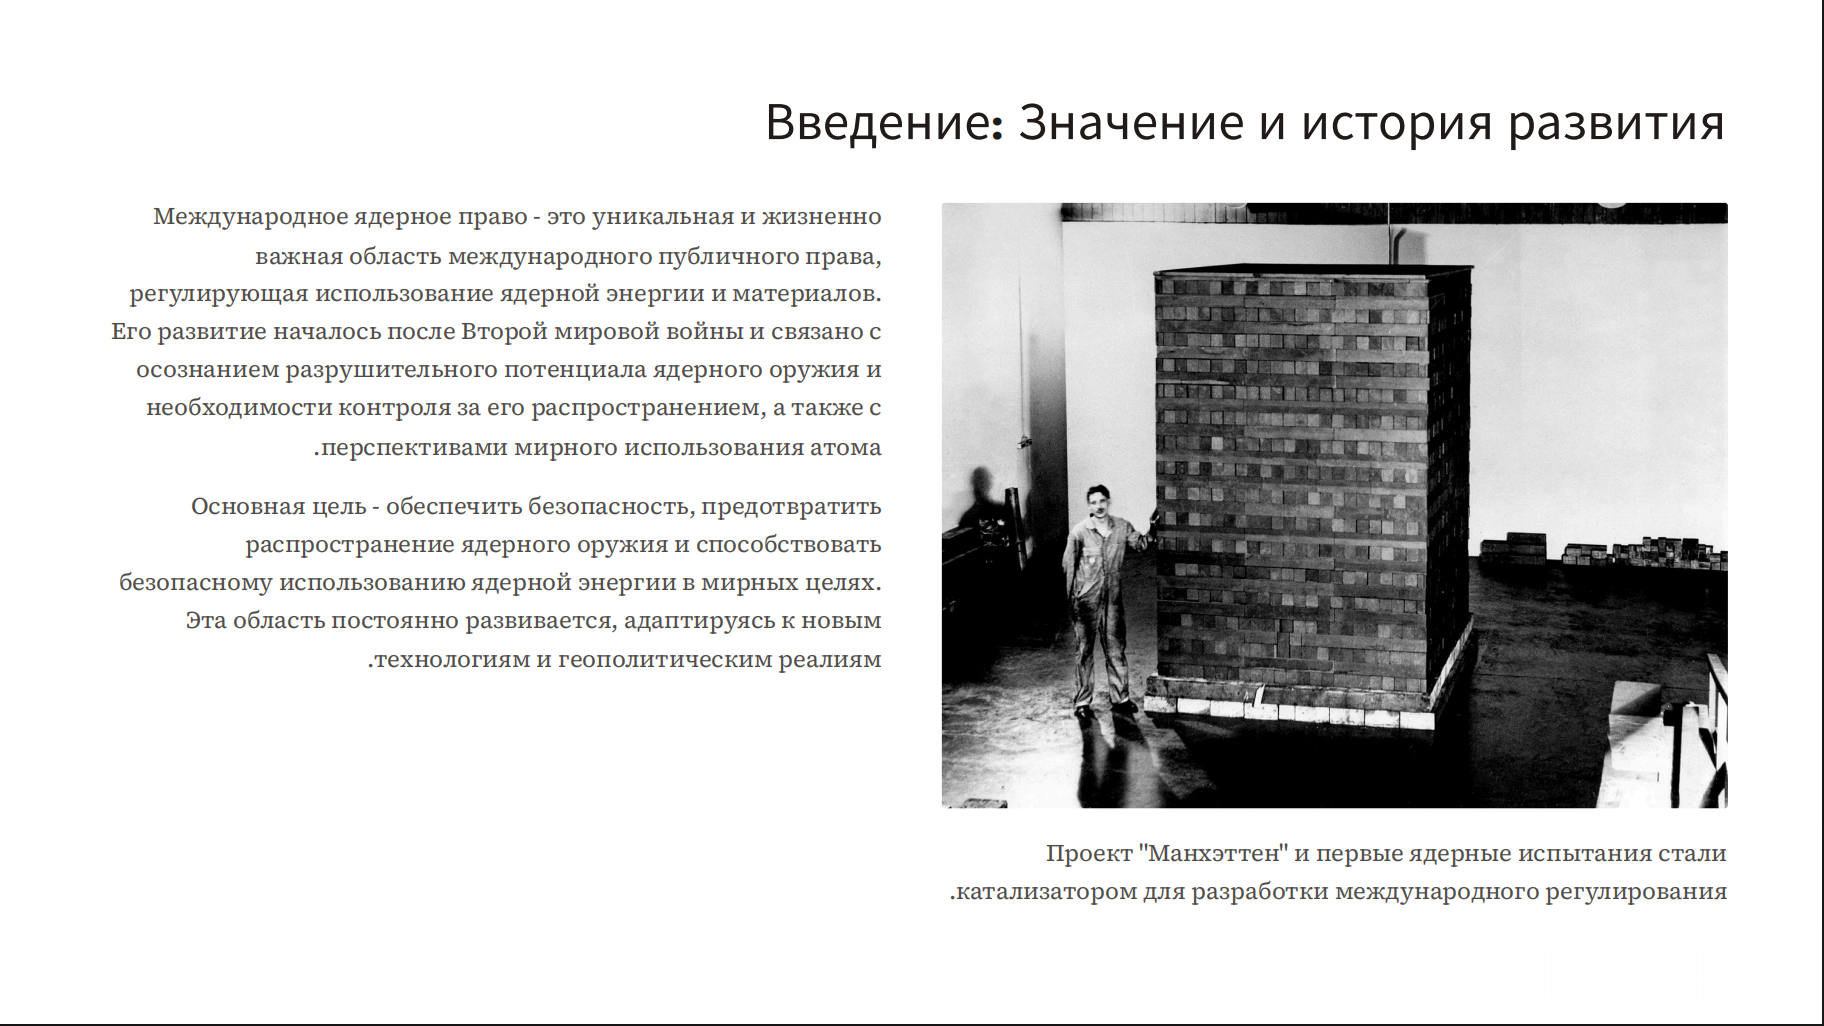 Введение: Значение и история развития
Международное ядерное право - это уникальная и жизненно
важная область международного публичного права,
регулирующая использование ядерной энергии и материалов.
Его развитие началось после Второй мировой войны и связано с
осознанием разрушительного потенциала ядерного оружия и
необходимости контроля за его распространением, а также с
.перспективами мирного использования атома
Основная цель - обеспечить безопасность, предотвратить
распространение ядерного оружия и способствовать
безопасному использованию ядерной энергии в мирных целях.
Эта область постоянно развивается, адаптируясь к новым
.технологиям и геополитическим реалиям
Проект "Манхэттен" и первые ядерные испытания стали
.катализатором для разработки международного регулирования